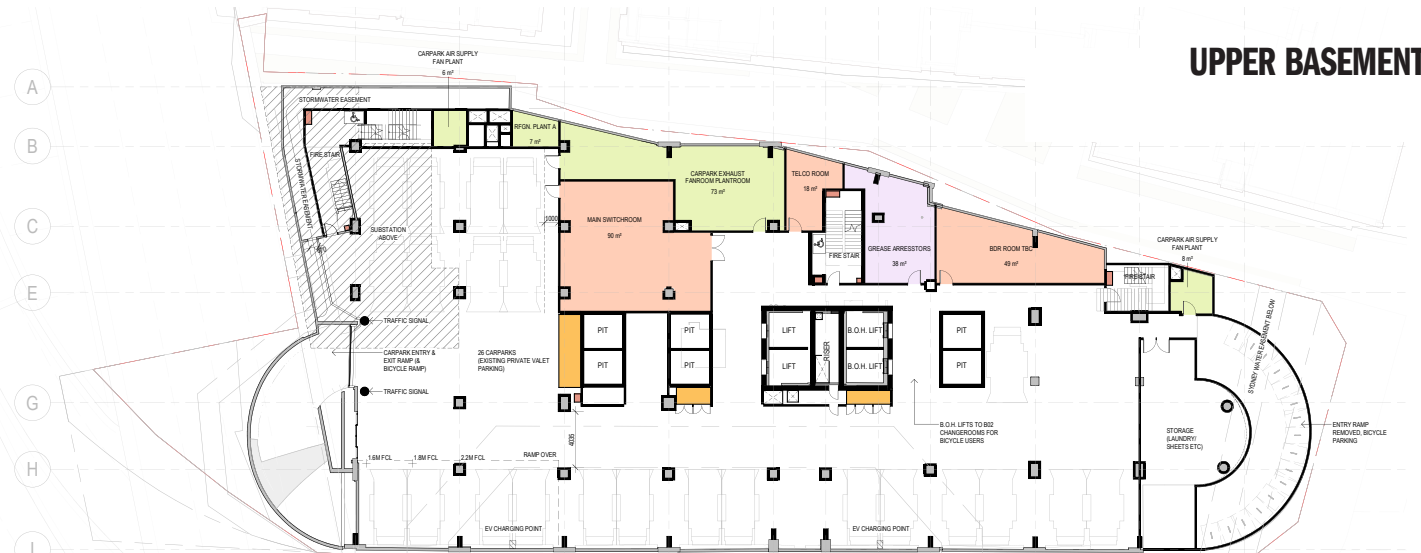 UPPER BASEMENT
CARPARK AIR SUPPLY
FAN PLANT
6 m²
A
STORMWATER EASEMENT
RFGN. PLANT A
7 m²
B
FIRE STAIR
STORMWATER EASEMENT
CARPARK EXHAUST
FANROOM PLANTROOM
73 m²
TELCO ROOM
18 m²
C
SUBSTATION
ABOVE
1000
MAIN SWITCHROOM
90 m²
FIRE STAIR
GREASE ARRESSTORS
38 m²
BDR ROOM TBC
49 m²
CARPARK AIR SUPPLY
FAN PLANT
8 m²
FIRE STAIR
E
TRAFFIC SIGNAL
CARPARK ENTRY &
EXIT RAMP (&
BICYCLE RAMP)
26 CARPARKS
(EXISTING PRIVATE VALET
PARKING)
PIT
PIT
PIT
PIT
LIFT
LIFT
RISER
B.O.H. LIFT
B.O.H. LIFT
PIT
PIT
SYDNEY WATER EASEMENT BELOW
TRAFFIC SIGNAL
G
4035
B.O.H. LIFTS TO B02
CHANGEROOMS FOR
BICYCLE USERS
STORAGE
(LAUNDRY/
SHEETS ETC)
ENTRY RAMP
REMOVED, BICYCLE
PARKING
H
1.6M FCL
1.8M FCL
2.2M FCL
RAMP OVER
EV CHARGING POINT
EV CHARGING POINT